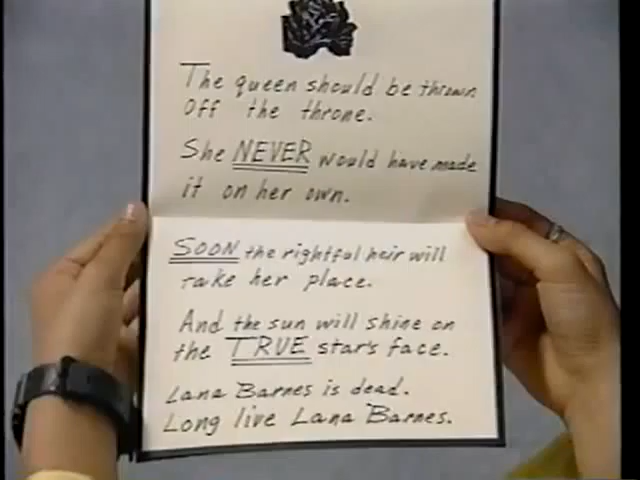 The queen should be thrown
off the throne.
She NEVER would have made
it on her own.
SOON the rightful heir will
take her place.
And the sun will shine on
the TRUE star's face.
Lana Barnes is dead.
Long live Lana Barnes.